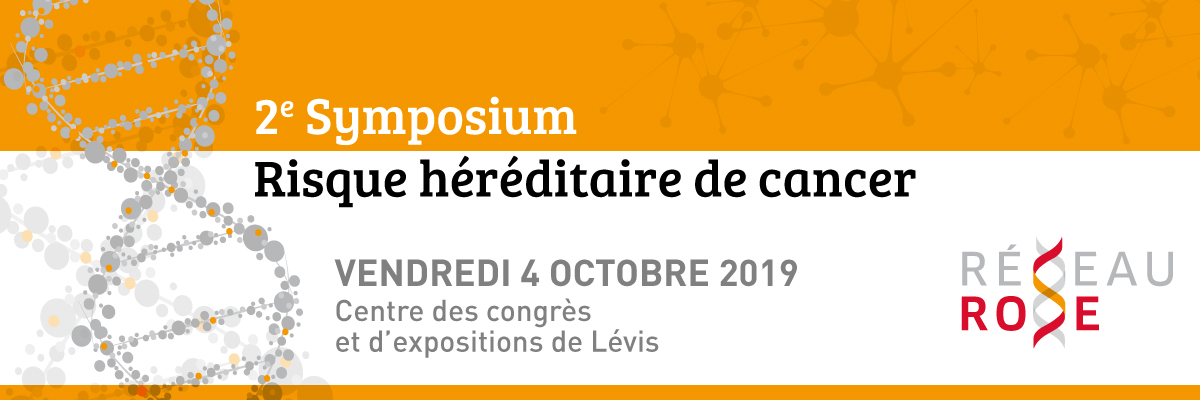 2e Symposium
Risque héréditaire de cancer
VENDREDI 4 OCTOBRE 2019
Centre des congrès
et d'expositions de Lévis
RÉSEAU
ROSE